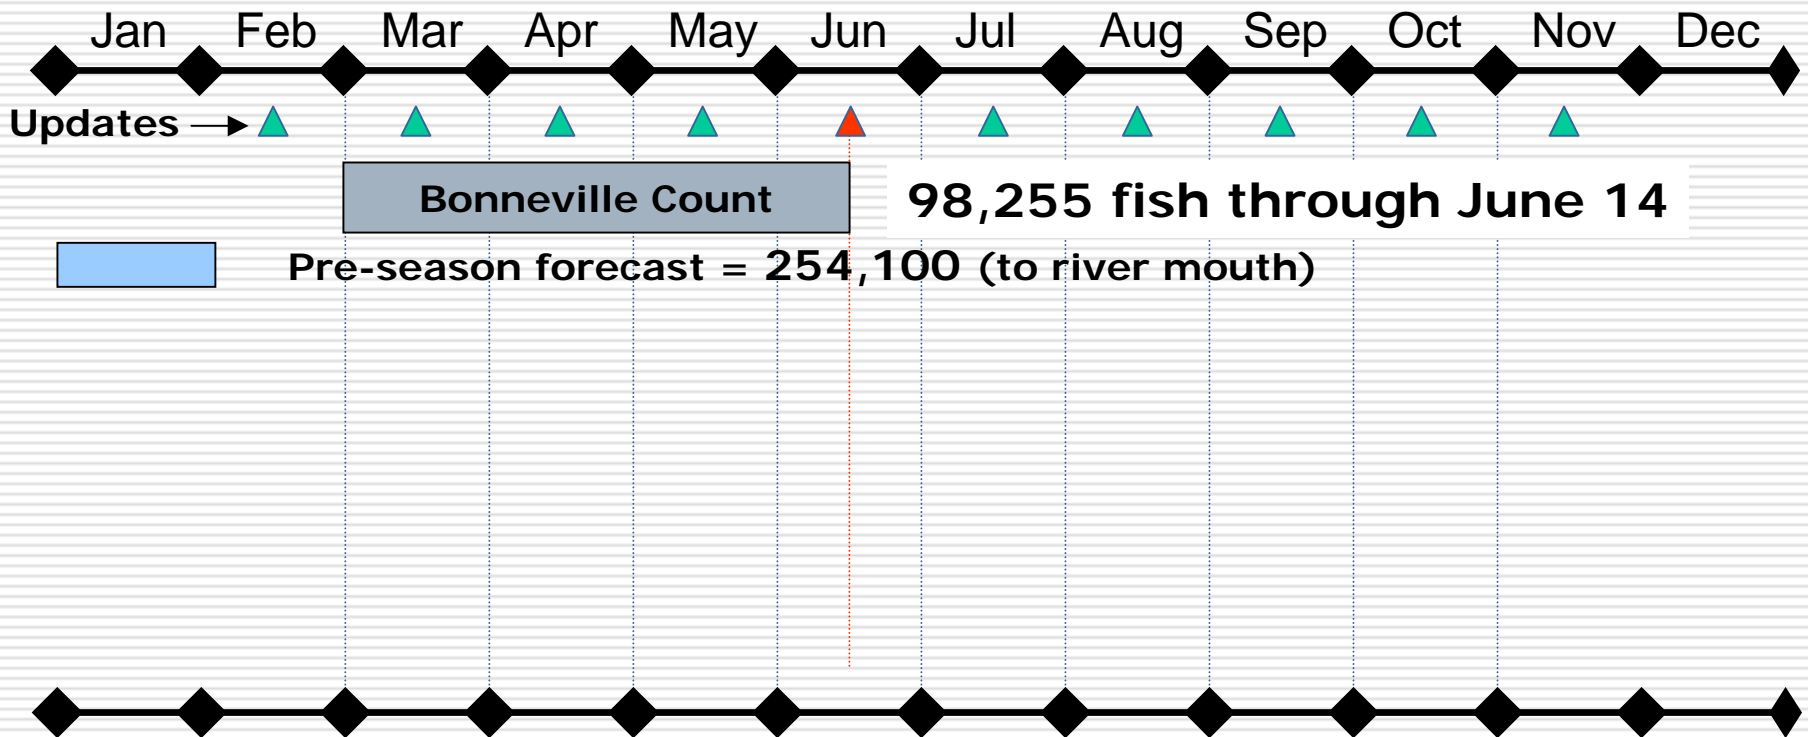 Jan Feb Mar Apr May Jun Jul Aug Sep Oct Nov Dec
Updates
Bonneville Count
98,255 fish through June 14
Pre-season forecast = 254,100 (to river mouth)